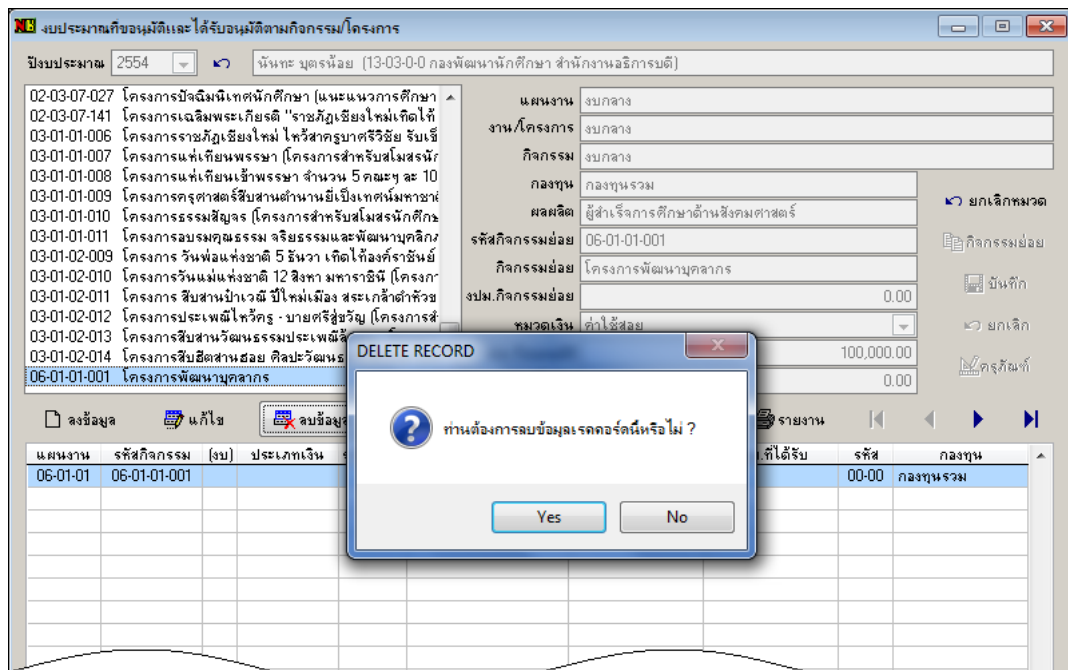 งบประมาณที่ขอนุมัติและได้รับอนุมัติตามกิจกรรม/โครงการ
ปีงบประมาณ 2554 นันทะ บุตรน้อย (13-03-0-0 กองพัฒนานักศึกษา สำนักงานอธิการบดี)
02-03-07-027 โครงการปัจฉิมนิเทศนักศึกษา (แนะแนวการศึกษา
02-03-07-141 โครงการเฉลิมพระเกียรติ "ราชภัฏเชียงใหม่เทิดไท้
03-01-01-006 โครงการราชภัฏเชียงใหม่ ไหว้สาครูบาศรีวิชัย รับเข็
03-01-01-007 โครงการแห่เทียนพรรษา (โครงการสำหรับสโมสรนัก
03-01-01-008 โครงการแห่เทียนเข้าพรรษา จำนวน 5 คณะๆ ละ 10
03-01-01-009 โครงการครุศาสตร์สืบสานตำนานยี่เป็งเทศน์มหาชาติ
03-01-01-010 โครงการธรรมสัญจร (โครงการสำหรับสโมสรนักศึกษ
03-01-01-011 โครงการอบรมคุณธรรม จริยธรรมและพัฒนาบุคลิกภ
03-01-02-009 โครงการ วันพ่อแห่งชาติ 5 ธันวา เทิดไท้องค์ราชันย์
03-01-02-010 โครงการวันแม่แห่งชาติ 12 สิงหา มหาราชินี (โครงกา
03-01-02-011 โครงการ สืบสานป๋าเวณี ปีใหม่เมือง สระเกล้าดำหัวข
03-01-02-012 โครงการประเพณีไหว้ครู - บายศรีสู่ขวัญ (โครงการสำ
03-01-02-013 โครงการสืบสานวัฒนธรรมประเพณี
03-01-02-014 โครงการสืบฮีตสานฮอย ศิลปะวัฒนธ
06-01-01-001 โครงการพัฒนาบุคลากร
แผนงาน งบกลาง
งาน/โครงการ งบกลาง
กิจกรรม งบกลาง
กองทุน กองทุนรวม
ผลผลิต ผู้สำเร็จการศึกษาด้านสังคมศาสตร์
รหัสกิจกรรมย่อย 06-01-01-001
กิจกรรมย่อย โครงการพัฒนาบุคลากร
งปม.กิจกรรมย่อย 0.00
หมวดเงิน ค่าใช้สอย
100,000.00
0.00
ยกเลิกหมวด
กิจกรรมย่อย
บันทึก
ยกเลิก
ครุภัณฑ์
DELETE RECORD
ท่านต้องการลบข้อมูลเรคคอร์ดนี้หรือไม่ ?
Yes No
ลงข้อมูล แก้ไข ลบข้อมูล รายงาน
แผนงาน รหัสกิจกรรม (งบ) ประเภทเงิน ที่ได้รับ รหัส กองทุน
06-01-01 06-01-01-001 00-00 กองทุนรวม